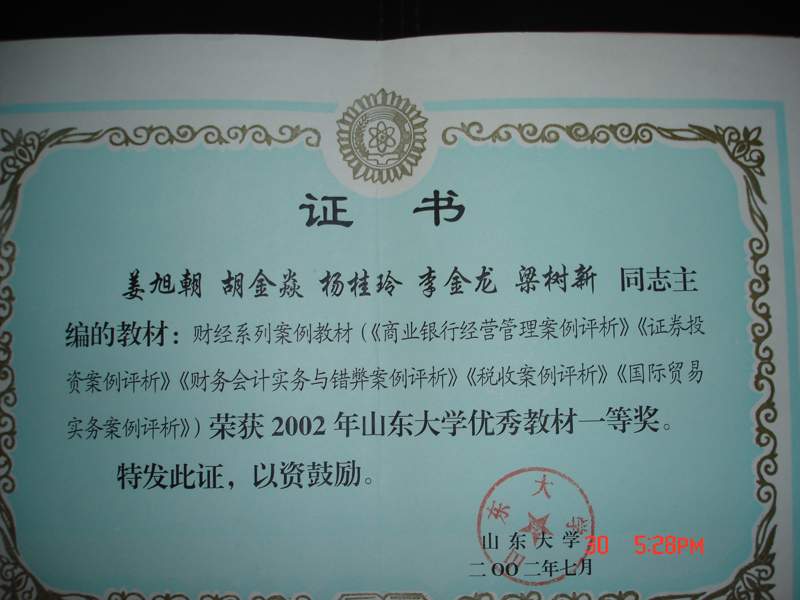 证 书
姜旭朝 胡金焱 杨桂玲 李金龙 梁树新 同志主
编的教材：财经系列案例教材（《商业银行经营管理案例评析》《证券投
资案例评析》《财务会计实务与错弊案例评析》《税收案例评析》《国际贸易
实务案例评析》）荣获2002年山东大学优秀教材一等奖。
特发此证，以资鼓励。
山东大学
山东大学
二〇〇二年七月
30 5:28PM